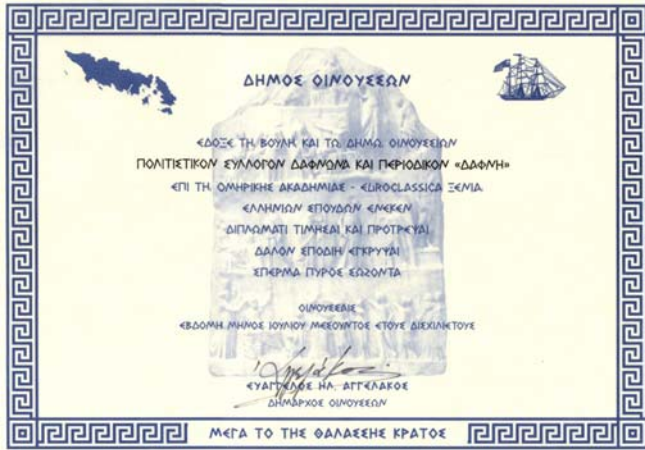 ΔΗΜΟΣ ΟΙΝΟΥΣΣΩΝ
ΕΔΟΞΕ ΤΗ ΒΟΥΛΗ ΚΑΙ ΤΩ ΔΗΜΩ ΟΙΝΟΥΣΣΙΩΝ
ΠΟΛΙΤΙΣΤΙΚΟΝ ΣΥΛΛΟΓΟΝ ΔΑΦΝΩΝΑ ΚΑΙ ΠΕΡΙΟΔΙΚΟΝ «ΔΑΦΝΗ»
ΕΠΙ ΤΗ ΟΜΗΡΙΚΗΣ ΑΚΑΔΗΜΙΑΣ - EUROCLASSICA ΞΕΝΙΑ
ΕΛΛΗΝΙΩΝ ΣΠΟΥΔΩΝ ΕΝΕΚΕΝ
ΔΙΠΛΩΜΑΤΙ ΤΙΜΗΣΑΙ ΚΑΙ ΠΡΟΤΡΕΨΑΙ
ΔΑΛΟΝ ΣΠΟΔΙΗ ΕΓΚΡΥΨΑΙ
ΣΠΕΡΜΑ ΠΥΡΟΣ ΣΩΖΟΝΤΑ
ΟΙΝΟΥΣΣΑΙΣ
ΕΒΔΟΜΗ ΜΗΝΟΣ ΙΟΥΛΙΟΥ ΜΕΣΟΥΝΤΟΣ ΕΤΟΥΣ ΔΙΣΧΙΛΙΕΤΟΥΣ
ΕΥΑΓΓΕΛΟΣ ΗΛ. ΑΓΓΕΛΑΚΟΣ
ΔΗΜΑΡΧΟΣ ΟΙΝΟΥΣΣΩΝ
ΜΕΓΑ ΤΟ ΤΗΣ ΘΑΛΑΣΣΗΣ ΚΡΑΤΟΣ